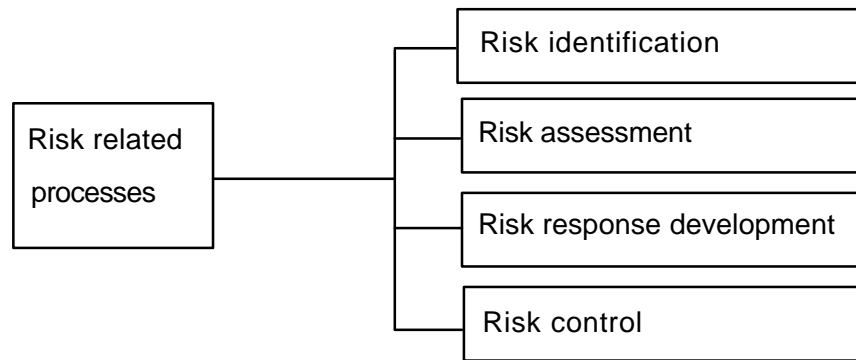 Risk identification
Risk related
processes
Risk assessment
Risk response development
Risk control